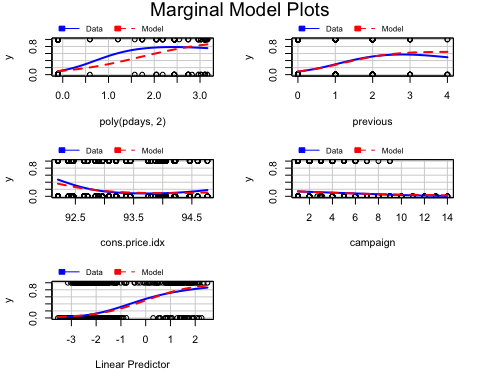 Marginal Model Plots
Data Model
y
0.0 0.8
0.0 1.0 2.0 3.0
poly(pdays, 2)
Data Model
y
0.0 0.8
0 1 2 3 4
previous
Data Model
y
0.0 0.8
92.5 93.5 94.5
cons.price.idx
Data Model
y
0.0 0.8
2 4 6 8 10 12 14
campaign
Data Model
y
0.0 0.8
-3 -2 -1 0 1 2
Linear Predictor